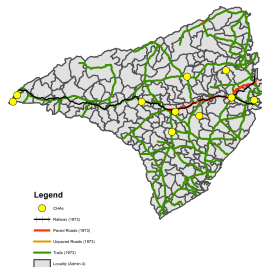 Legend
CHAs
Railway (1973)
Paved Roads (1973)
Unpaved Roads (1973)
Trails (1973)
Locality (Admin 4)